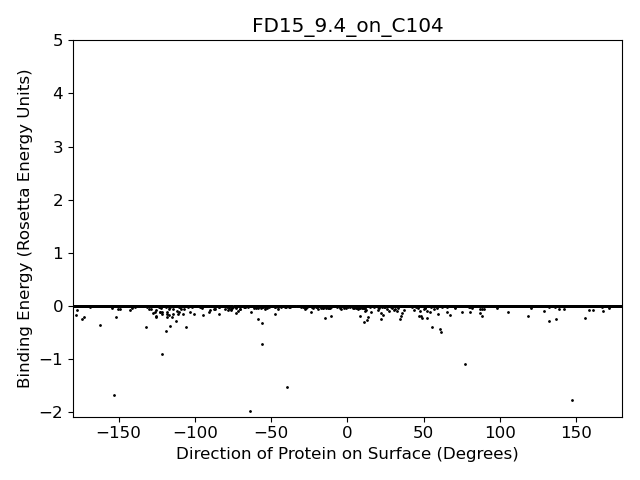 FD15_9.4_on_C104
Binding Energy (Rosetta Energy Units)
5
4
3
2
1
0
−1
−2
−150 −100 −50 0 50 100 150
Direction of Protein on Surface (Degrees)